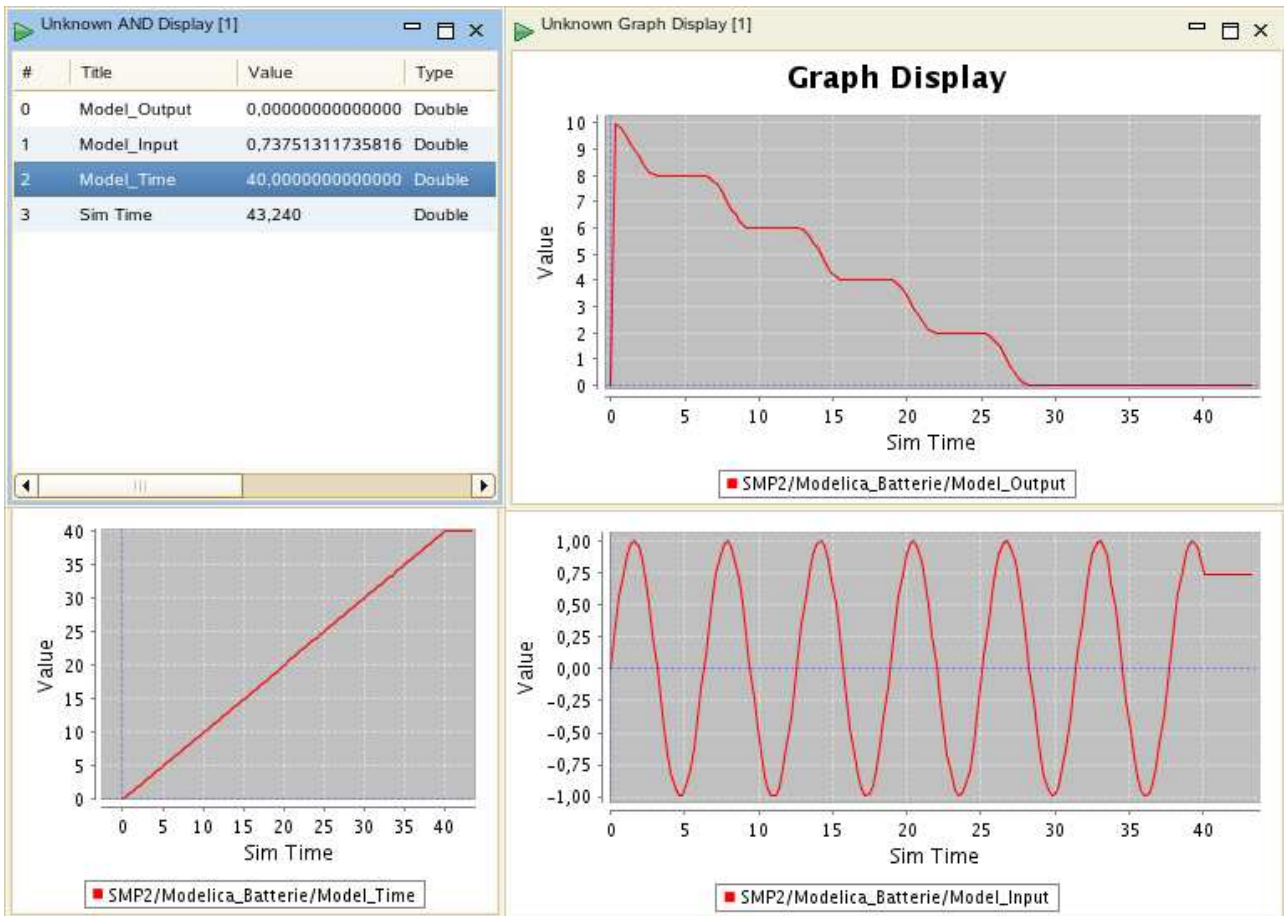 Unknown AND Display [1]
# Title Value Type
0 Model_Output 0,00000000000000 Double
1 Model_Input 0,73751311735816 Double
2 Model_Time 40,0000000000000 Double
3 Sim Time 43,240 Double
Unknown Graph Display [1]
Graph Display
10
9
8
7
6
5
4
3
2
1
0
Value
0 5 10 15 20 25 30 35 40
Sim Time
SMP2/Modelica_Batterie/Model_Output
40
35
30
25
20
15
10
5
0
Value
0 5 10 15 20 25 30 35 40
Sim Time
SMP2/Modelica_Batterie/Model_Time
1,00
0,75
0,50
0,25
0,00
-0,25
-0,50
-0,75
-1,00
Value
0 5 10 15 20 25 30 35 40
Sim Time
SMP2/Modelica_Batterie/Model_Input